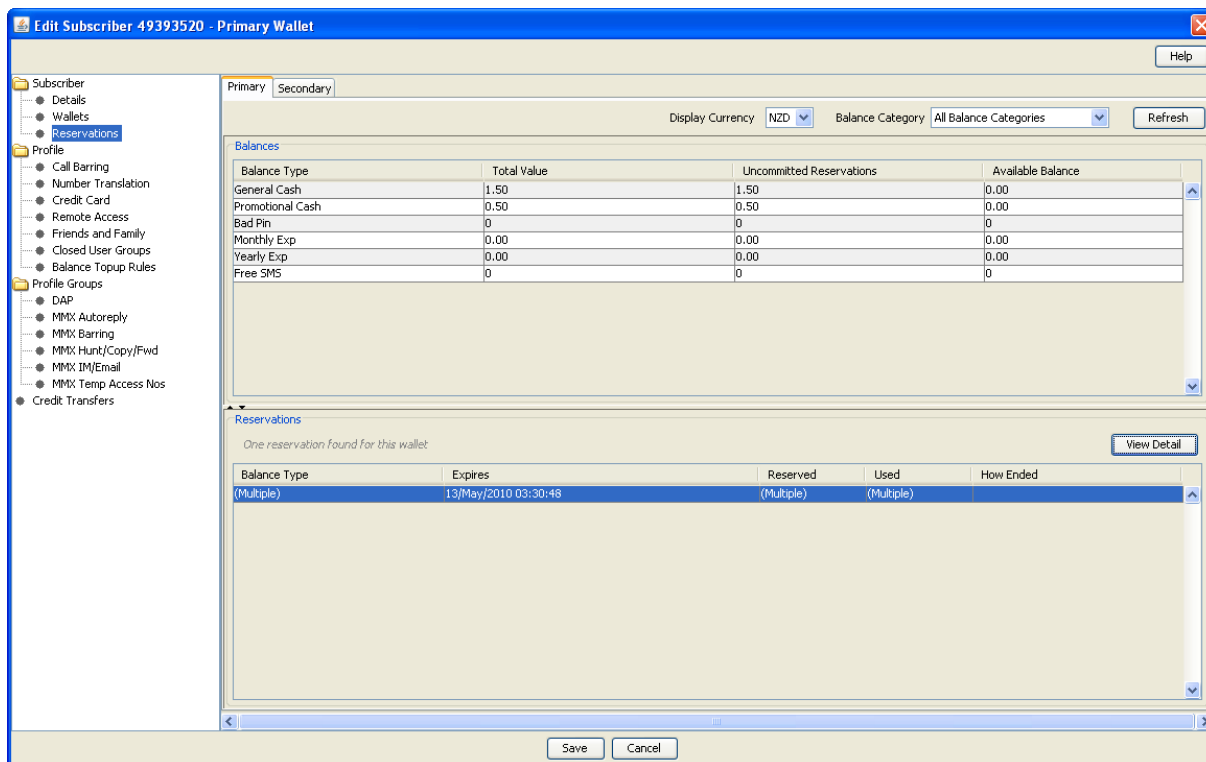 Edit Subscriber 49393520 - Primary Wallet
Help
Subscriber
Details
Wallets
Reservations
Profile
Call Barring
Number Translation
Credit Card
Remote Access
Friends and Family
Closed User Groups
Balance Topup Rules
Profile Groups
DAP
MMX Autoreply
MMX Barring
MMX Hunt/Copy/Fwd
MMX IM/Email
MMX Temp Access Nos
Credit Transfers
Primary Secondary
Display Currency NZD Balance Category All Balance Categories Refresh
Balances
Balance Type Total Value Uncommitted Reservations Available Balance
General Cash 1.50 1.50 0.00
Promotional Cash 0.50 0.50 0.00
Bad Pin 0 0 0
Monthly Exp 0.00 0.00 0.00
Yearly Exp 0.00 0.00 0.00
Free SMS 0 0 0
Reservations
One reservation found for this wallet
View Detail
Balance Type Expires Reserved Used How Ended
(Multiple) 13/May/2010 03:30:48 (Multiple) (Multiple)
Save Cancel